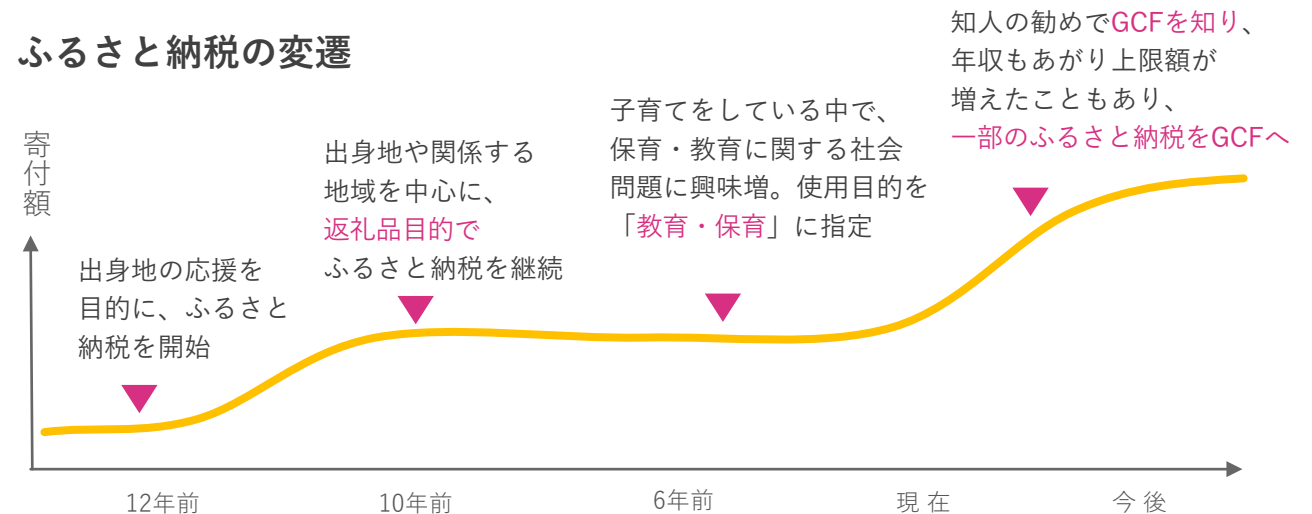 ふるさと納税の変遷
寄付額
出身地の応援を
目的に、ふるさと
納税を開始
出身地や関係する
地域を中心に、
返礼品目的で
ふるさと納税を継続
子育てをしている中で、
保育・教育に関する社会
問題に興味増。使用目的を
「教育・保育」に指定
知人の勧めでGCFを知り、
年収もあがり上限額が
増えたこともあり、
一部のふるさと納税をGCFへ
12年前
10年前
6年前
現在
今後